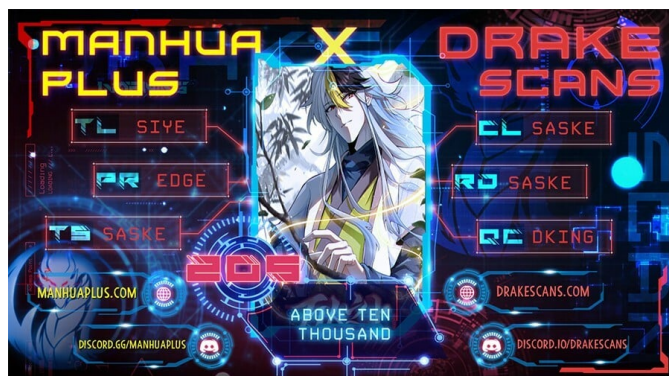 MANHUA PLUS
X
DRAKE SCANS
TL SIYE
PR EDGE
TS SASKE
CL SASKE
RD SASKE
QC DKING
209
MANHUAPLUS.COM
DISCORD.GG/MANHUAPLUS
ABOVE TEN
THOUSAND
DRAKESCANS.COM
DISCORD.IO/DRAKESCANS